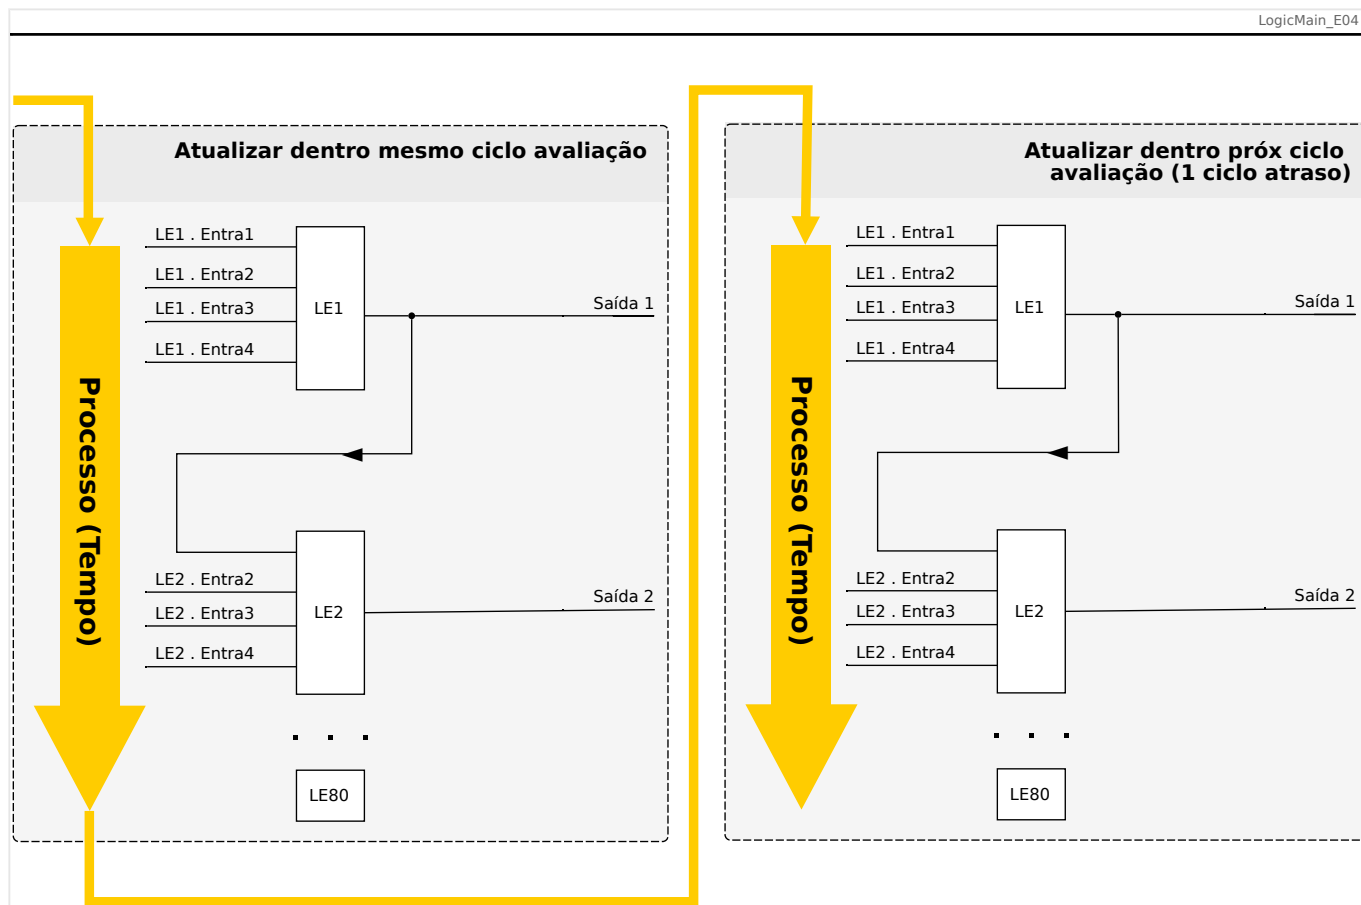 LogicMain_E04
Atualizar dentro mesmo ciclo avaliação
LE1 . Entra1
LE1 . Entra2
LE1 . Entra3
LE1 . Entra4
LE1
Saída 1
Processo (Tempo)
LE2 . Entra2
LE2 . Entra3
LE2 . Entra4
LE2
Saída 2
. . .
LE80
Atualizar dentro próx ciclo
avaliação (1 ciclo atraso)
LE1 . Entra1
LE1 . Entra2
LE1 . Entra3
LE1 . Entra4
LE1
Saída 1
Processo (Tempo)
LE2 . Entra2
LE2 . Entra3
LE2 . Entra4
LE2
Saída 2
. . .
LE80